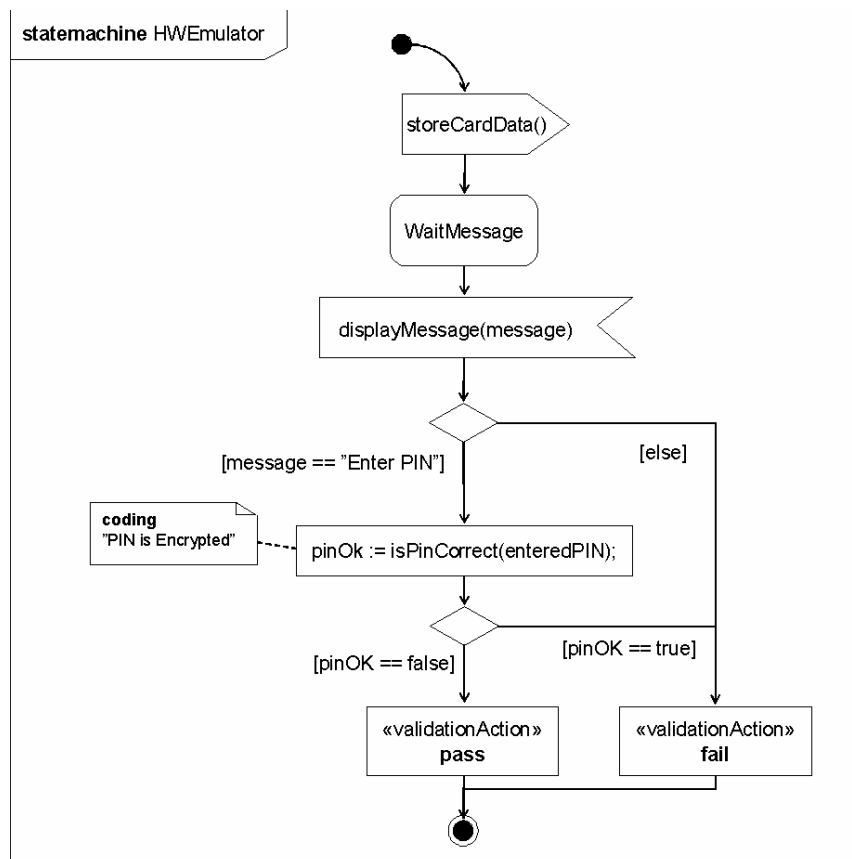 statemachine HWEmulator
storeCardData()
WaitMessage
displayMessage(message)
[message == ”Enter PIN”]
[else]
coding
”PIN is Encrypted”
pinOk := isPinCorrect(enteredPIN);
[pinOK == false]
[pinOK == true]
«validationAction»
pass
«validationAction»
fail